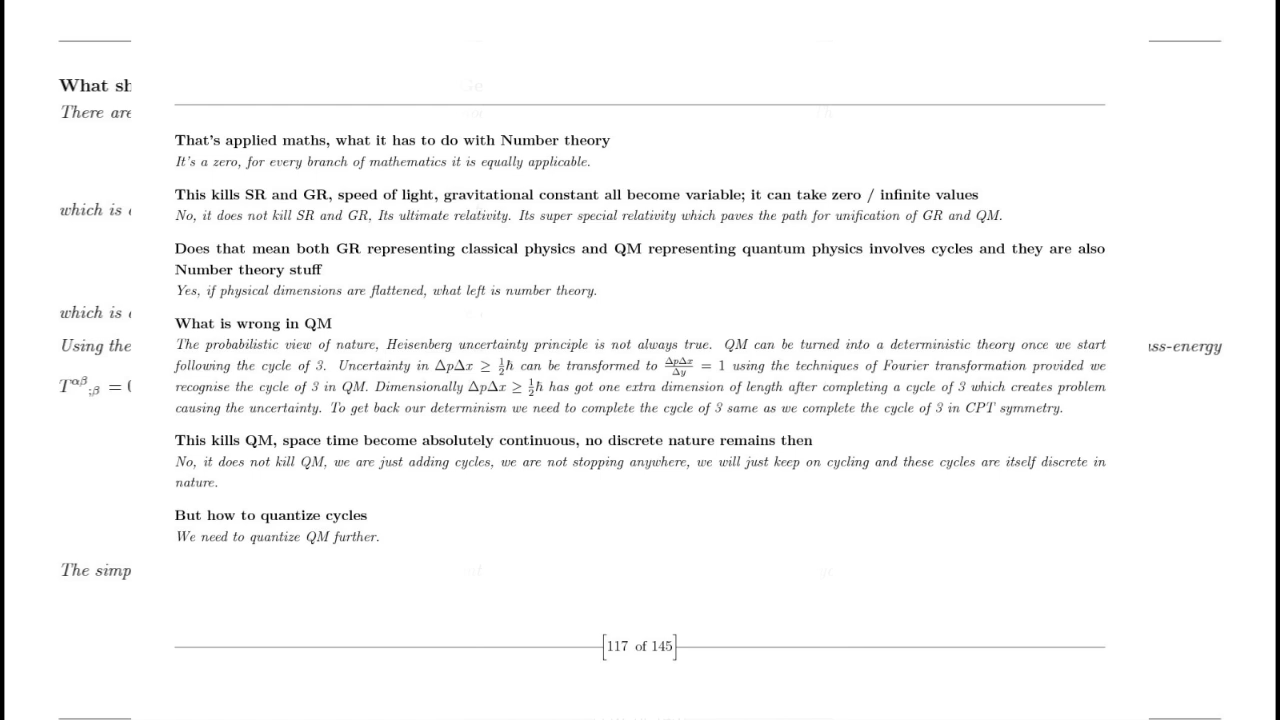 What sh
There are
That's applied maths, what it has to do with Number theory
It's a zero, for every branch of mathematics it is equally applicable.
This kills SR and GR, speed of light, gravitational constant all become variable; it can take zero / infinite values
which is
No, it does not kill SR and GR, Its ultimate relativity. Its super special relativity which paves the path for unification of GR and QM.
Does that mean both GR representing classical physics and QM representing quantum physics involves cycles and they are also
Number theory stuff
Yes, if physical dimensions are flattened, what left is number theory.
which is
What is wrong in QM
Using the
The probabilistic view of nature, Heisenberg uncertainty principle is not always true. QM can be turned into a deterministic theory once we start
ss-energy
following the cycle of 3. Uncertainty in ΔpΔx ≥ ½ħ can be transformed to ΔpΔx/Δy = 1 using the techniques of Fourier transformation provided we
T^{αβ}_{;β} =
recognise the cycle of 3 in QM. Dimensionally ΔpΔx ≥ ½ħ has got one extra dimension of length after completing a cycle of 3 which creates problem
causing the uncertainty. To get back our determinism we need to complete the cycle of 3 same as we complete the cycle of 3 in CPT symmetry.
This kills QM, space time become absolutely continuous, no discrete nature remains then
No, it does not kill QM, we are just adding cycles, we are not stopping anywhere, we will just keep on cycling and these cycles are itself discrete in
nature.
But how to quantize cycles
We need to quantize QM further.
The simp
[117 of 145]